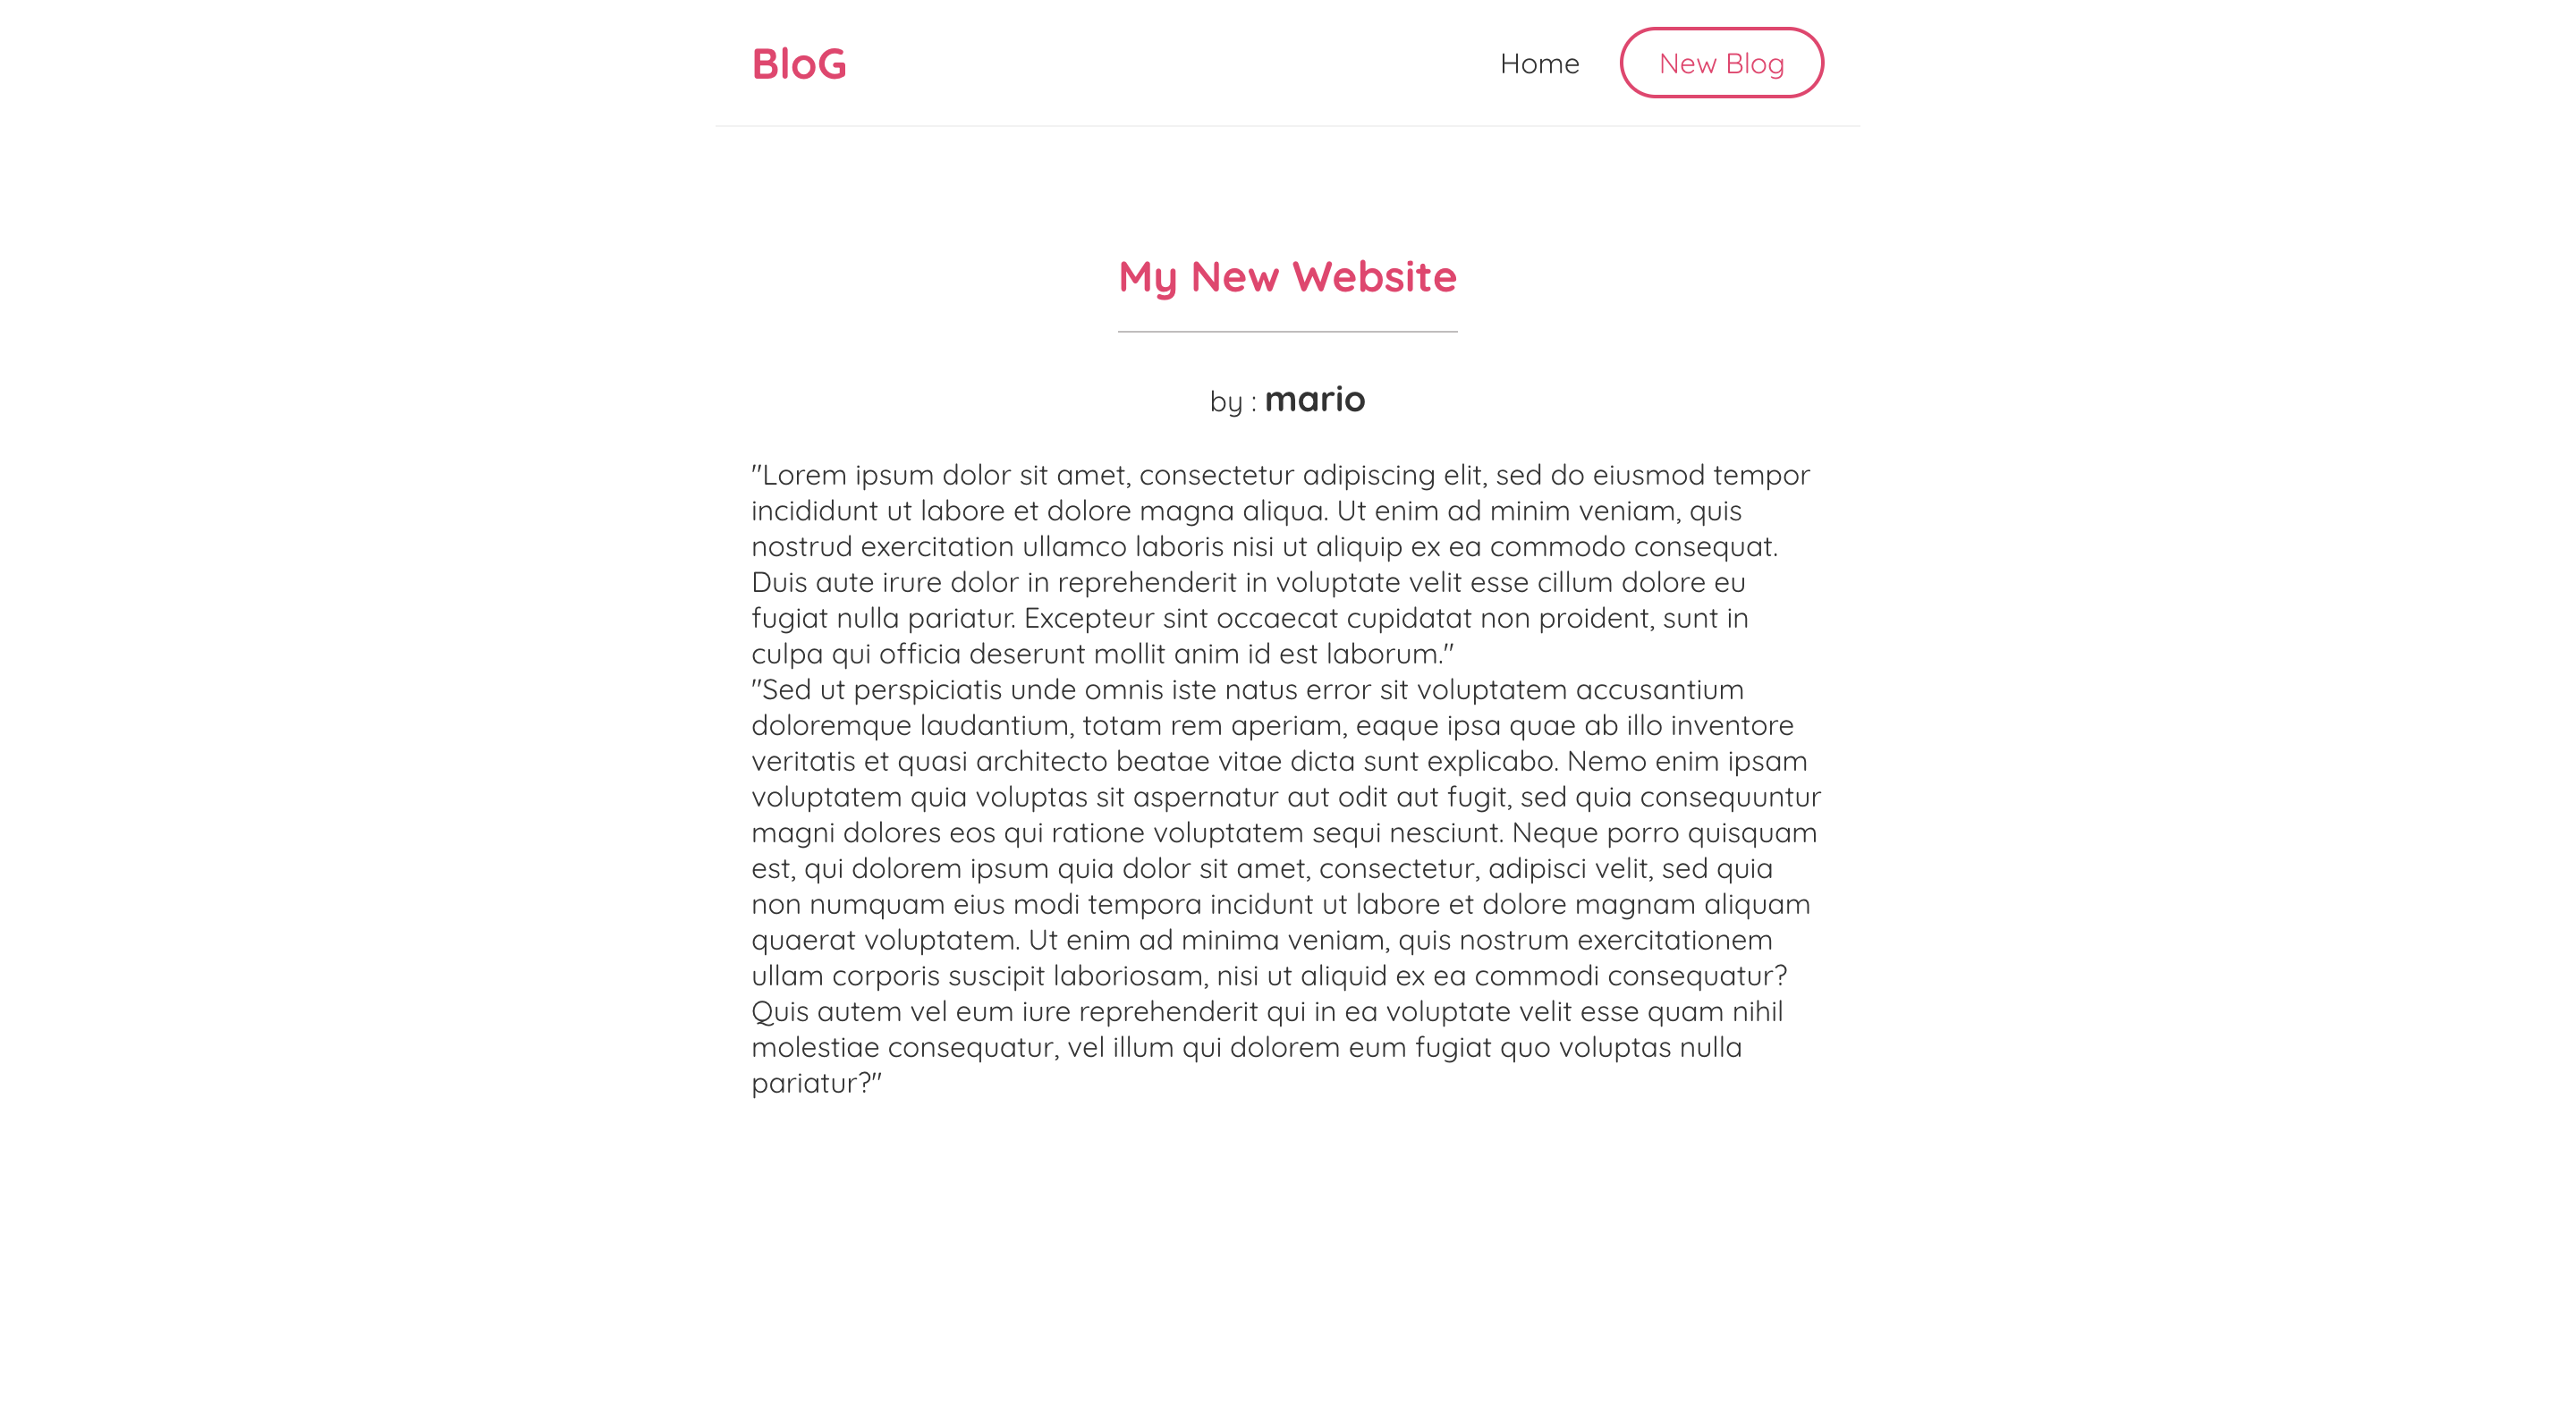 BloG
Home
New Blog
My New Website
by : mario
"Lorem ipsum dolor sit amet, consectetur adipiscing elit, sed do eiusmod tempor
incididunt ut labore et dolore magna aliqua. Ut enim ad minim veniam, quis
nostrud exercitation ullamco laboris nisi ut aliquip ex ea commodo consequat.
Duis aute irure dolor in reprehenderit in voluptate velit esse cillum dolore eu
fugiat nulla pariatur. Excepteur sint occaecat cupidatat non proident, sunt in
culpa qui officia deserunt mollit anim id est laborum."
"Sed ut perspiciatis unde omnis iste natus error sit voluptatem accusantium
doloremque laudantium, totam rem aperiam, eaque ipsa quae ab illo inventore
veritatis et quasi architecto beatae vitae dicta sunt explicabo. Nemo enim ipsam
voluptatem quia voluptas sit aspernatur aut odit aut fugit, sed quia consequuntur
magni dolores eos qui ratione voluptatem sequi nesciunt. Neque porro quisquam
est, qui dolorem ipsum quia dolor sit amet, consectetur, adipisci velit, sed quia
non numquam eius modi tempora incidunt ut labore et dolore magnam aliquam
quaerat voluptatem. Ut enim ad minima veniam, quis nostrum exercitationem
ullam corporis suscipit laboriosam, nisi ut aliquid ex ea commodi consequatur?
Quis autem vel eum iure reprehenderit qui in ea voluptate velit esse quam nihil
molestiae consequatur, vel illum qui dolorem eum fugiat quo voluptas nulla
pariatur?"